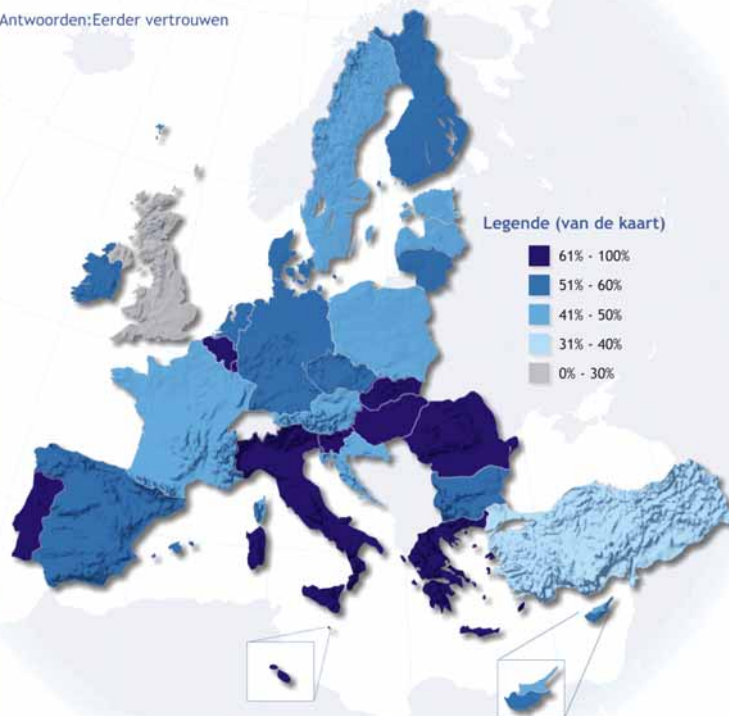 Antwoorden:Eerder vertrouwen
Legende (van de kaart)
61% - 100%
51% - 60%
41% - 50%
31% - 40%
0% - 30%